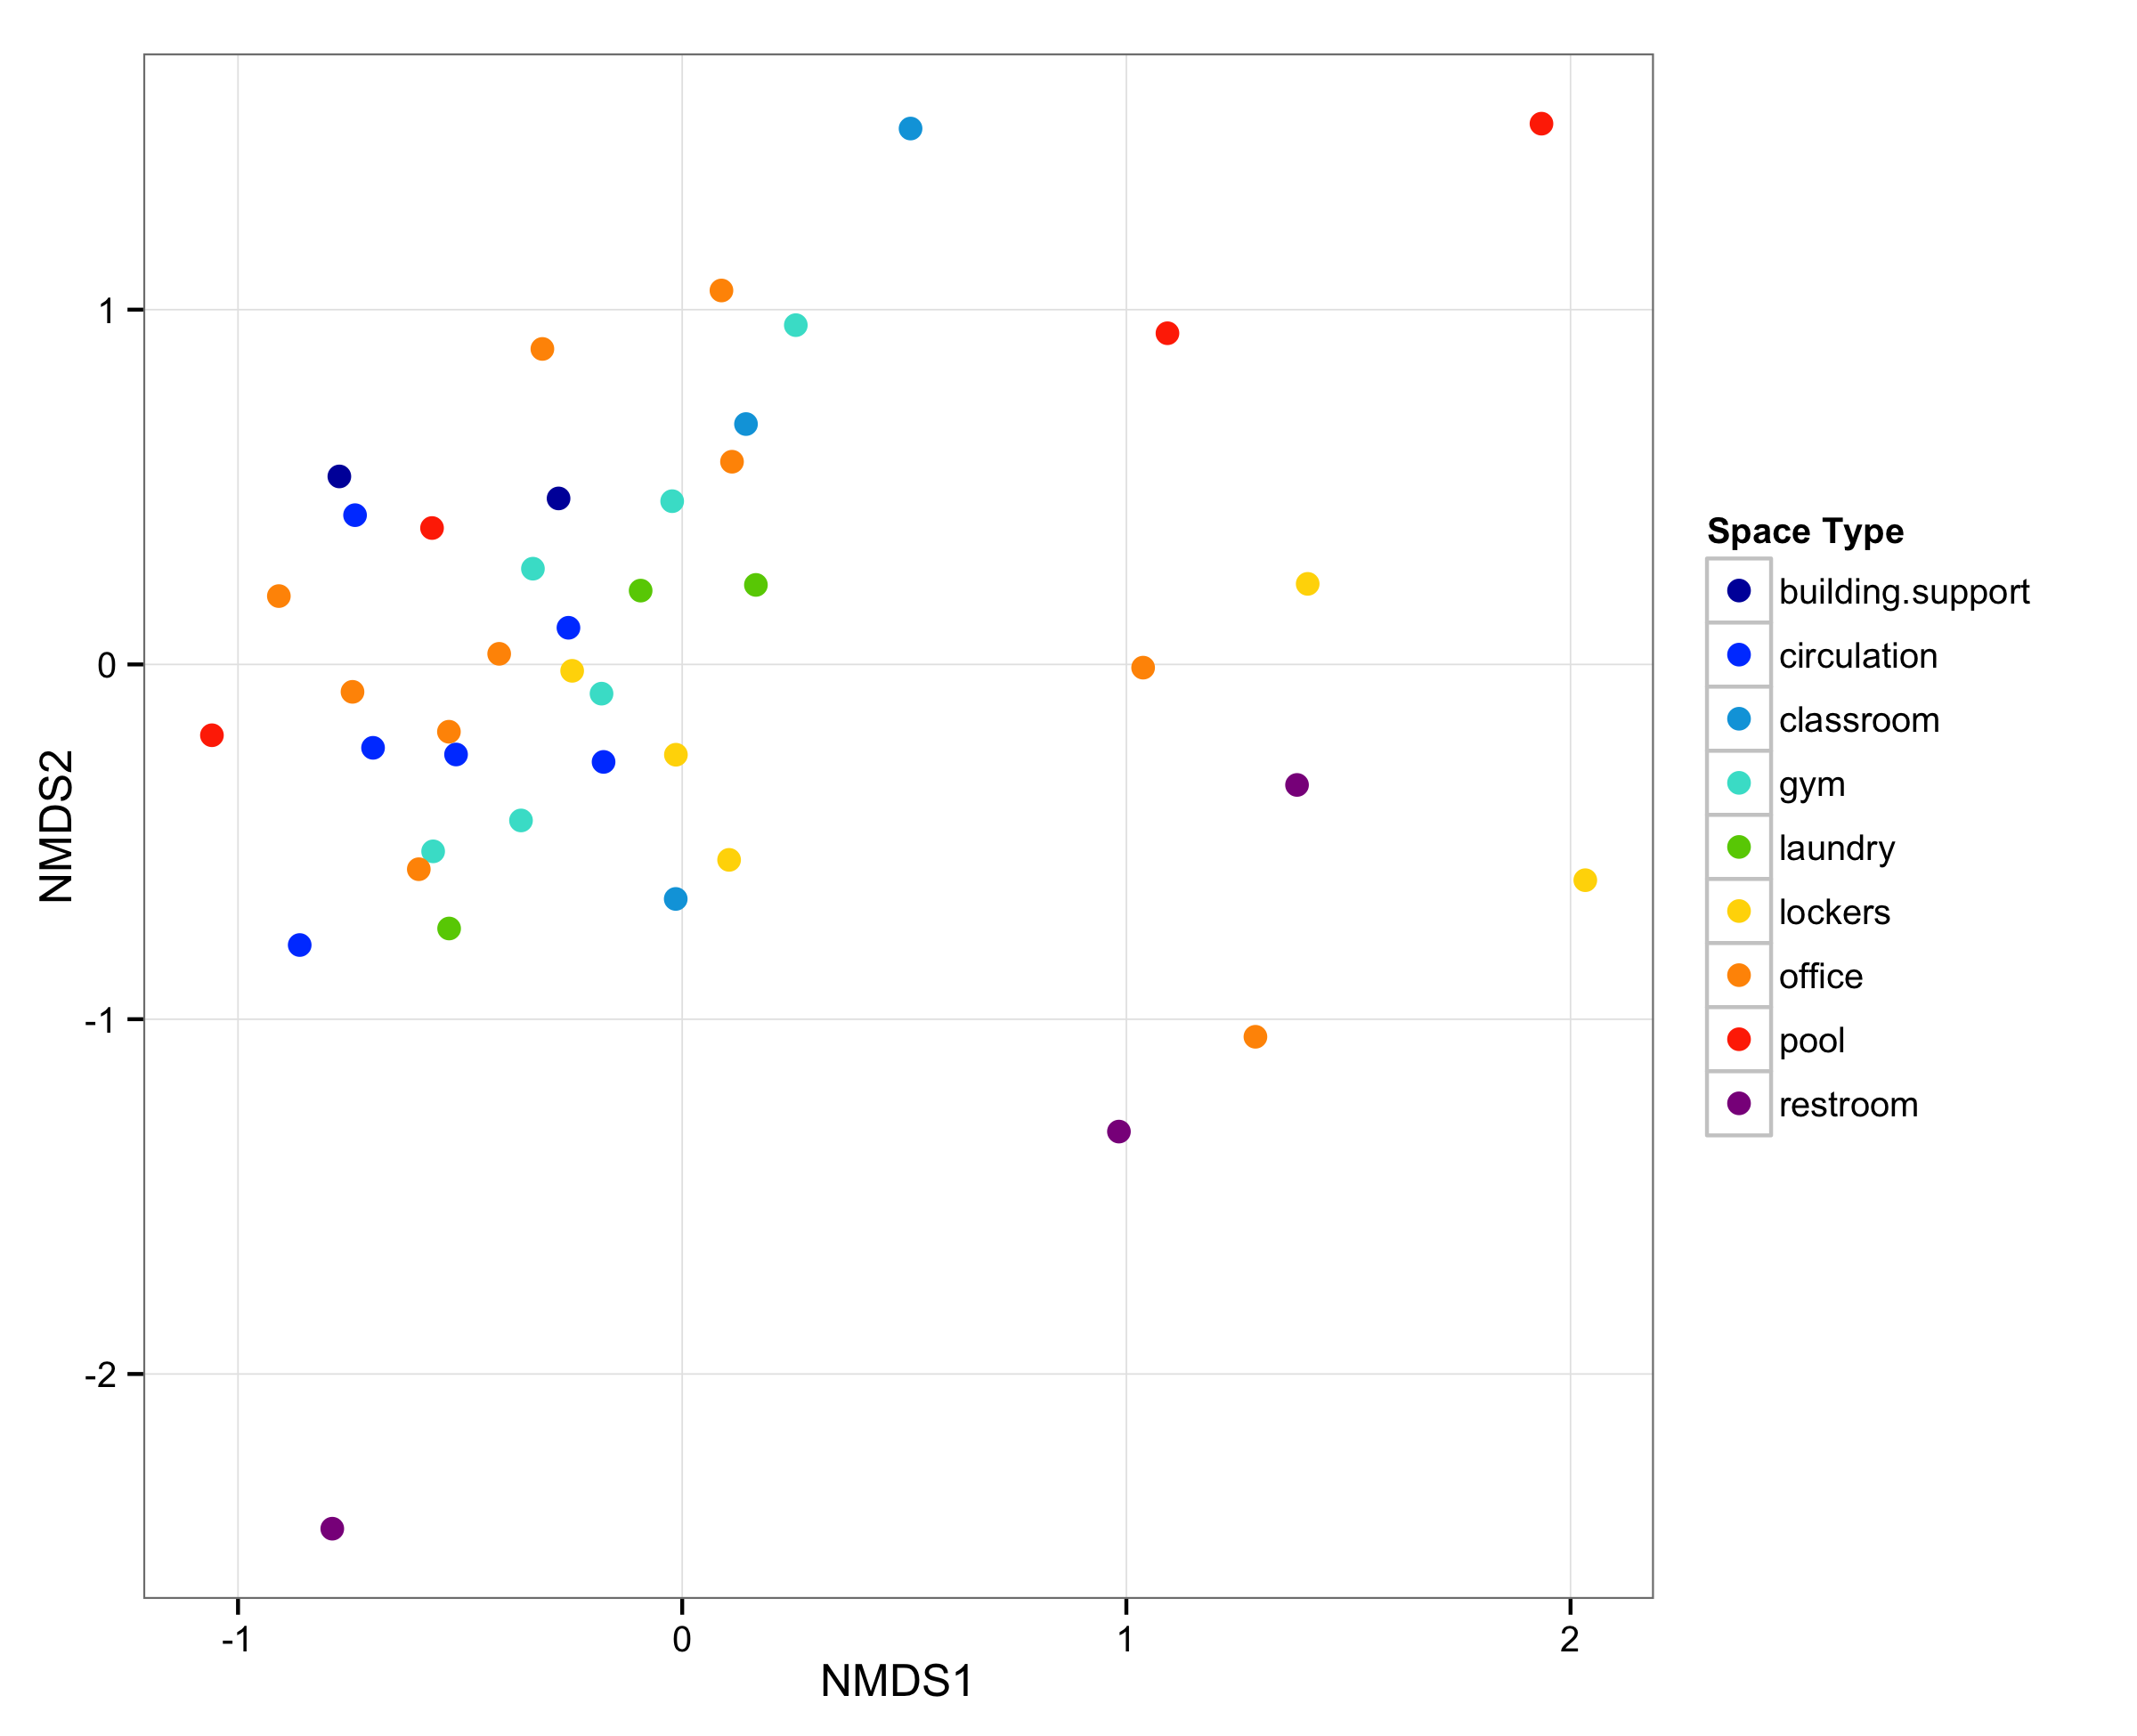 1
0
-1
-2
NMDS2
-1
0
1
2
NMDS1
Space Type
building.support
circulation
classroom
gym
laundry
lockers
office
pool
restroom